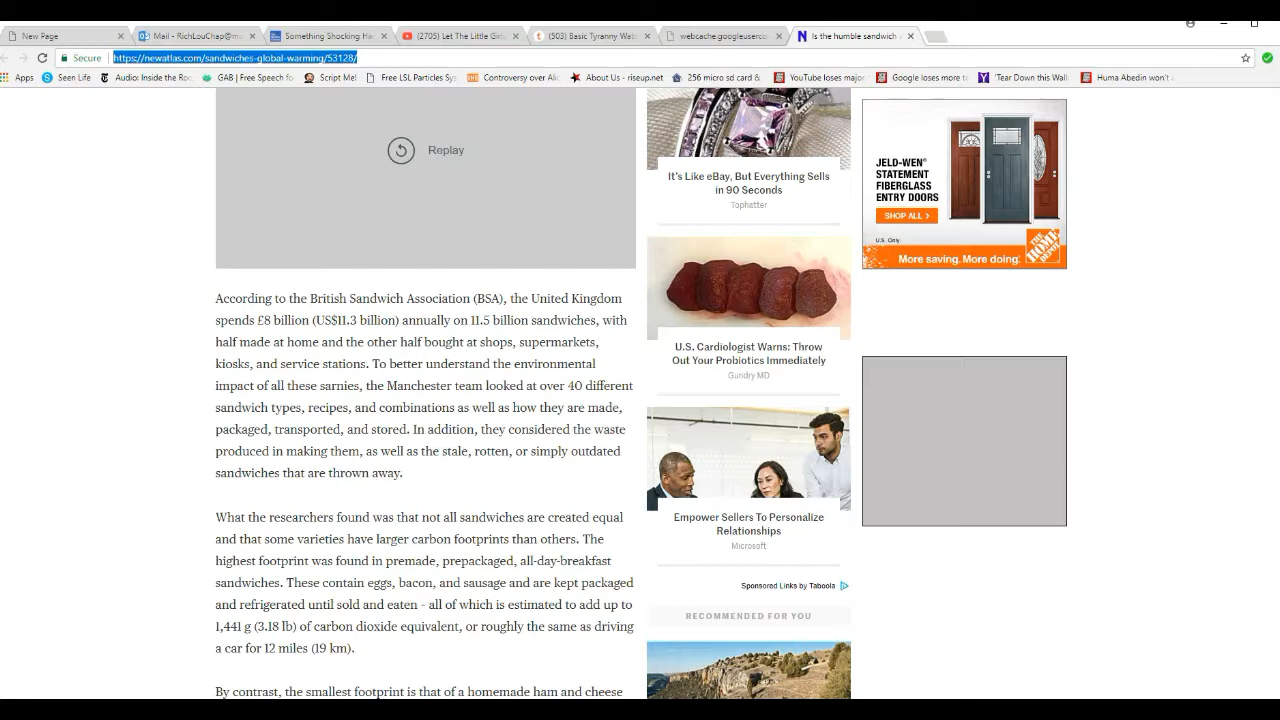 New Page
Mail - RichLouChap@m
Something Shocking Ha
(2705) Let The Little Girl
(503) Basic Tyranny Wat
webcache.googleuserco
Is the humble sandwich
Secure
https://newatlas.com/sandwiches-global-warming/53128/
Apps
Seen Life
Audio: Inside the Ro
GAB | Free Speech fo
Script Me!
Free LSL Particles Sy
Controversy over Ali
About Us - riseup.net
256 micro sd card &
YouTube loses major
Google loses more t
'Tear Down this Wall
Huma Abedin won't
Replay
According to the British Sandwich Association (BSA), the United Kingdom
spends £8 billion (US$11.3 billion) annually on 11.5 billion sandwiches, with
half made at home and the other half bought at shops, supermarkets,
kiosks, and service stations. To better understand the environmental
impact of all these sarnies, the Manchester team looked at over 40 different
sandwich types, recipes, and combinations as well as how they are made,
packaged, transported, and stored. In addition, they considered the waste
produced in making them, as well as the stale, rotten, or simply outdated
sandwiches that are thrown away.
What the researchers found was that not all sandwiches are created equal
and that some varieties have larger carbon footprints than others. The
highest footprint was found in premade, prepackaged, all-day-breakfast
sandwiches. These contain eggs, bacon, and sausage and are kept packaged
and refrigerated until sold and eaten - all of which is estimated to add up to
1,441 g (3.18 lb) of carbon dioxide equivalent, or roughly the same as driving
a car for 12 miles (19 km).
By contrast, the smallest footprint is that of a homemade ham and cheese
It's Like eBay, But Everything Sells
in 90 Seconds
Tophatter
U.S. Cardiologist Warns: Throw
Out Your Probiotics Immediately
Gundry MD
Empower Sellers To Personalize
Relationships
Microsoft
Sponsored Links by Taboola
RECOMMENDED FOR YOU
JELD-WEN®
STATEMENT
FIBERGLASS
ENTRY DOORS
SHOP ALL >
U.S. Only.
More saving. More doing.
THE HOME DEPOT